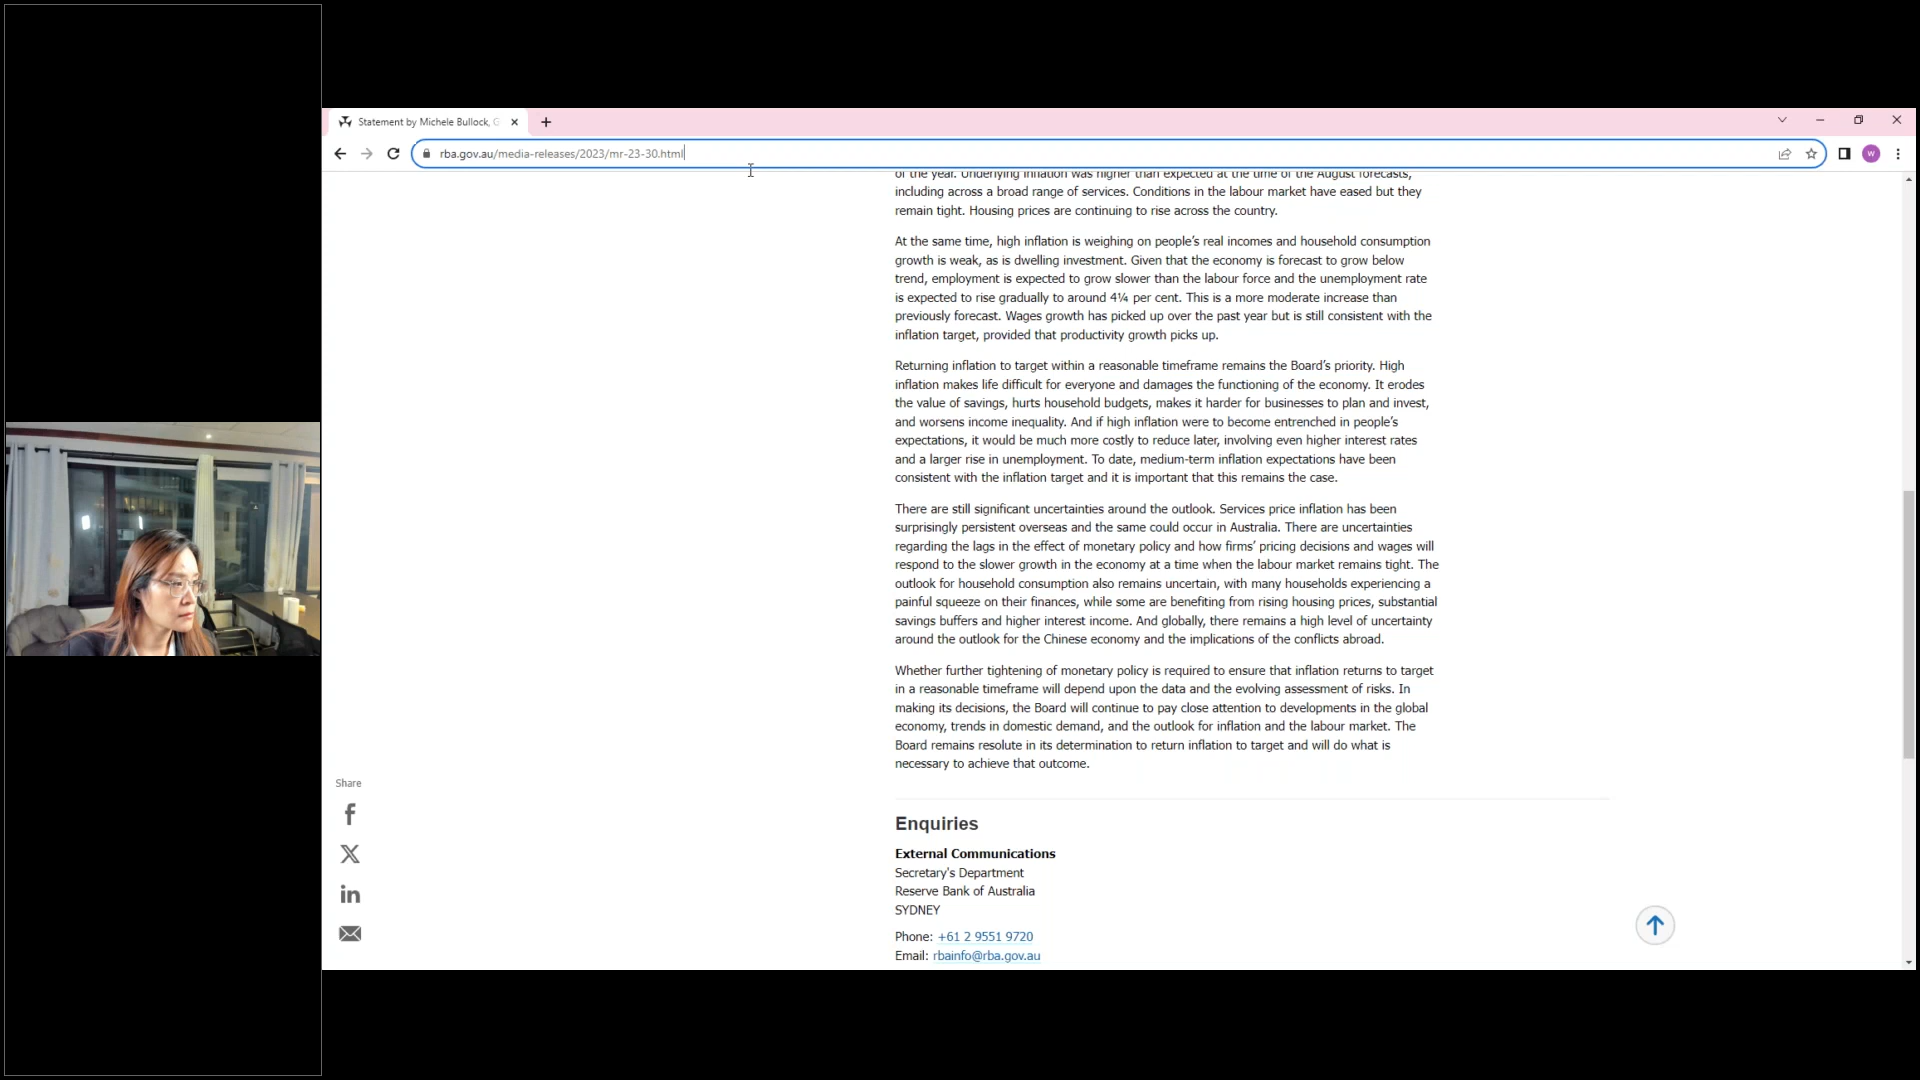 Statement by Michele Bullock, G
rba.gov.au/media-releases/2023/mr-23-30.html
W
of the year. Underlying inflation was higher than expected at the time of the August forecasts,
including across a broad range of services. Conditions in the labour market have eased but they
remain tight. Housing prices are continuing to rise across the country.
At the same time, high inflation is weighing on people’s real incomes and household consumption
growth is weak, as is dwelling investment. Given that the economy is forecast to grow below
trend, employment is expected to grow slower than the labour force and the unemployment rate
is expected to rise gradually to around 4¼ per cent. This is a more moderate increase than
previously forecast. Wages growth has picked up over the past year but is still consistent with the
inflation target, provided that productivity growth picks up.
Returning inflation to target within a reasonable timeframe remains the Board’s priority. High
inflation makes life difficult for everyone and damages the functioning of the economy. It erodes
the value of savings, hurts household budgets, makes it harder for businesses to plan and invest,
and worsens income inequality. And if high inflation were to become entrenched in people’s
expectations, it would be much more costly to reduce later, involving even higher interest rates
and a larger rise in unemployment. To date, medium-term inflation expectations have been
consistent with the inflation target and it is important that this remains the case.
There are still significant uncertainties around the outlook. Services price inflation has been
surprisingly persistent overseas and the same could occur in Australia. There are uncertainties
regarding the lags in the effect of monetary policy and how firms’ pricing decisions and wages will
respond to the slower growth in the economy at a time when the labour market remains tight. The
outlook for household consumption also remains uncertain, with many households experiencing a
painful squeeze on their finances, while some are benefiting from rising housing prices, substantial
savings buffers and higher interest income. And globally, there remains a high level of uncertainty
around the outlook for the Chinese economy and the implications of the conflicts abroad.
Whether further tightening of monetary policy is required to ensure that inflation returns to target
in a reasonable timeframe will depend upon the data and the evolving assessment of risks. In
making its decisions, the Board will continue to pay close attention to developments in the global
economy, trends in domestic demand, and the outlook for inflation and the labour market. The
Board remains resolute in its determination to return inflation to target and will do what is
necessary to achieve that outcome.
Share
Enquiries
External Communications
Secretary's Department
Reserve Bank of Australia
SYDNEY
Phone: +61 2 9551 9720
Email: rbainfo@rba.gov.au